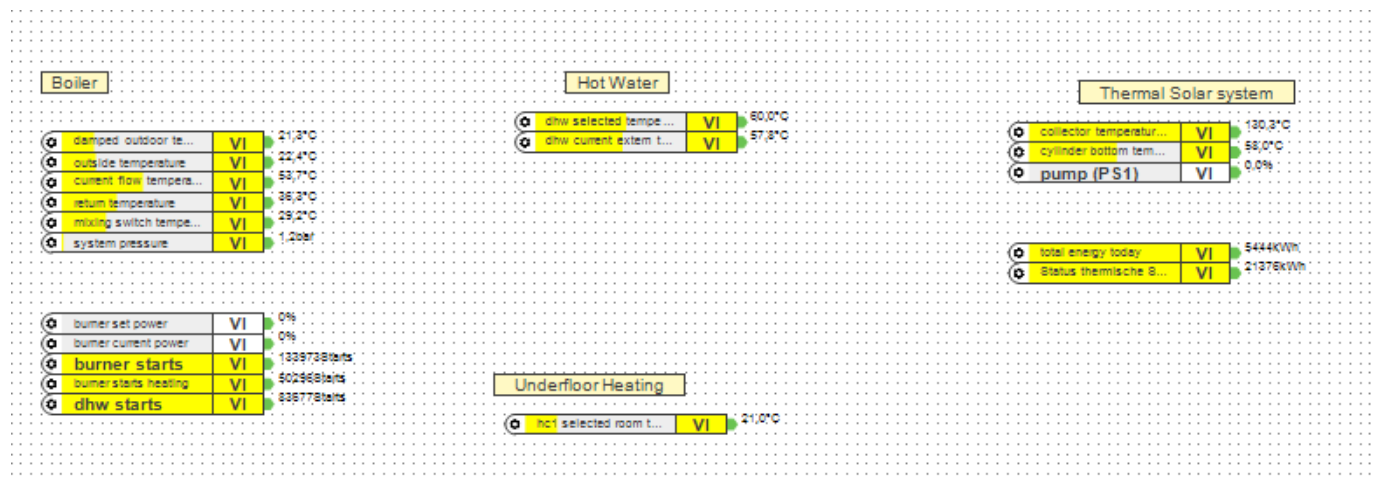 Boiler
damped outdoor te... VI 21,3°C
outside temperature VI 22,4°C
current flow tempera... VI 53,7°C
return temperature VI 36,3°C
mixing switch tempe... VI 29,2°C
system pressure VI 1,2bar
burner set power VI 0%
burner current power VI 0%
burner starts VI 133973Starts
burner starts heating VI 50296Starts
dhw starts VI 83677Starts
Hot Water
dhw selected tempe... VI 60,0°C
dhw current extern t... VI 57,8°C
Underfloor Heating
hc1 selected room t... VI 21,0°C
Thermal Solar system
collector temperatur... VI 130,3°C
cylinder bottom tem... VI 58,0°C
pump (PS1) VI 0,0%
total energy today VI 5444kWh
Status thermische S... VI 21376kWh